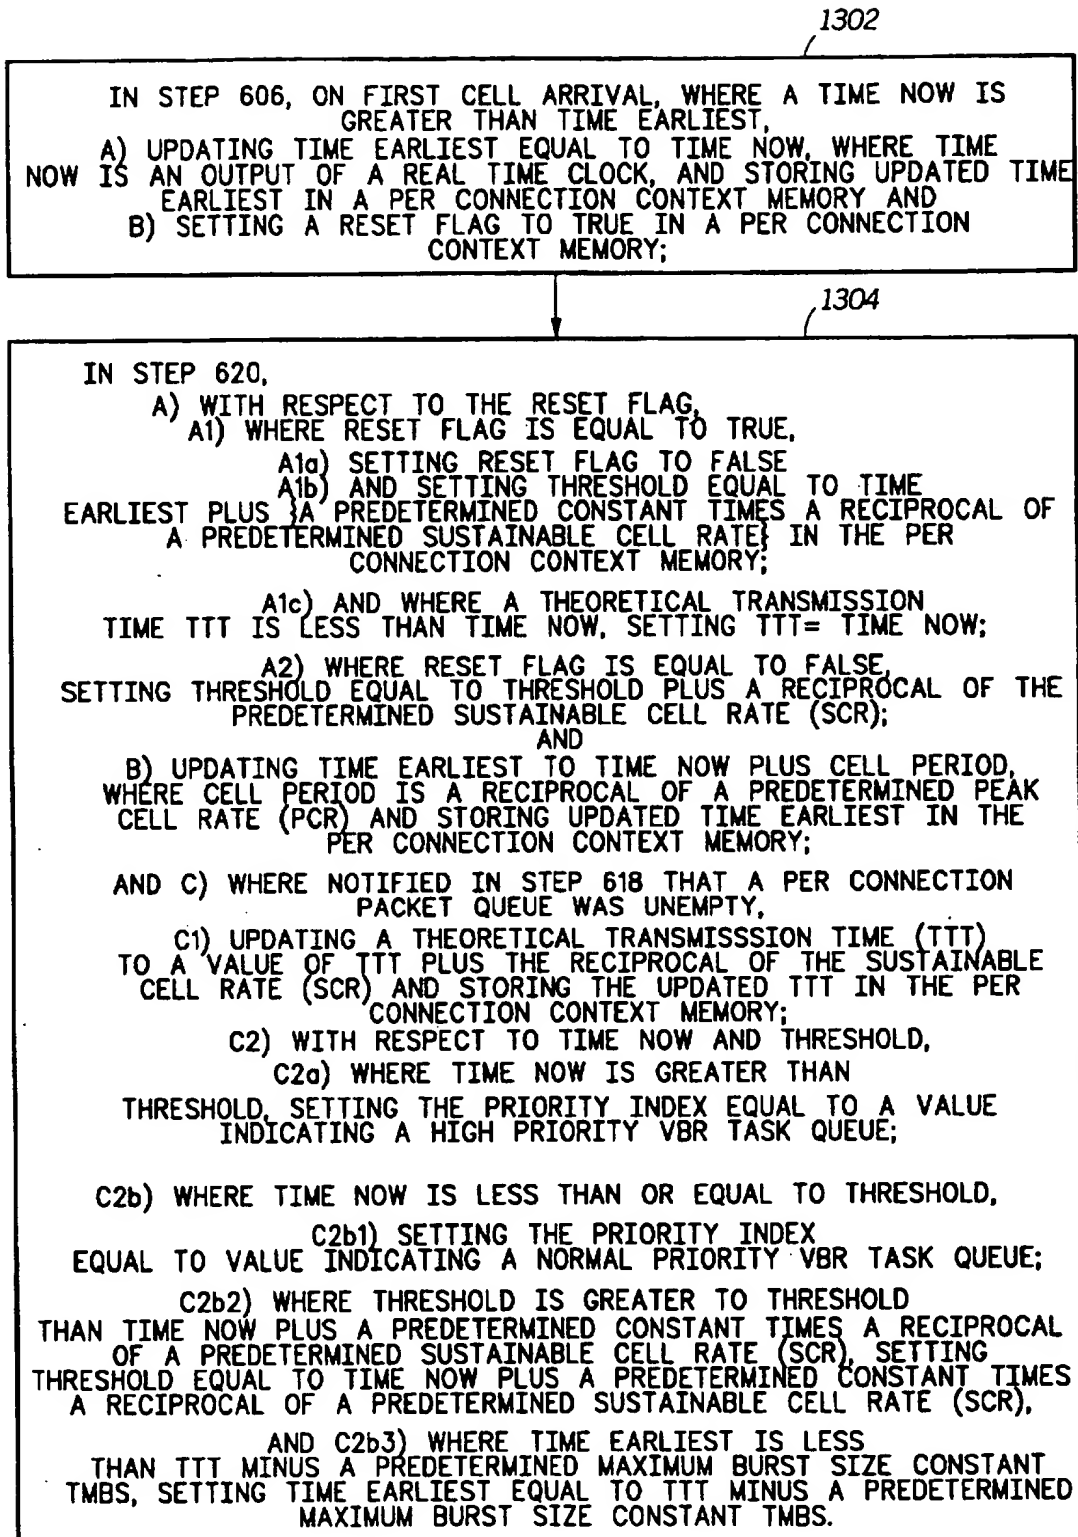 1302
IN STEP 606, ON FIRST CELL ARRIVAL, WHERE A TIME NOW IS
GREATER THAN TIME EARLIEST,
A) UPDATING TIME EARLIEST EQUAL TO TIME NOW, WHERE TIME
NOW IS AN OUTPUT OF A REAL TIME CLOCK, AND STORING UPDATED TIME
EARLIEST IN A PER CONNECTION CONTEXT MEMORY AND
B) SETTING A RESET FLAG TO TRUE IN A PER CONNECTION
CONTEXT MEMORY;
1304
IN STEP 620,
A) WITH RESPECT TO THE RESET FLAG,
A1) WHERE RESET FLAG IS EQUAL TO TRUE,
A1a) SETTING RESET FLAG TO FALSE
A1b) AND SETTING THRESHOLD EQUAL TO TIME
EARLIEST PLUS }A PREDETERMINED CONSTANT TIMES A RECIPROCAL OF
A PREDETERMINED SUSTAINABLE CELL RATE} IN THE PER
CONNECTION CONTEXT MEMORY;
A1c) AND WHERE A THEORETICAL TRANSMISSION
TIME TTT IS LESS THAN TIME NOW, SETTING TTT= TIME NOW;
A2) WHERE RESET FLAG IS EQUAL TO FALSE,
SETTING THRESHOLD EQUAL TO THRESHOLD PLUS A RECIPROCAL OF THE
PREDETERMINED SUSTAINABLE CELL RATE (SCR);
AND
B) UPDATING TIME EARLIEST TO TIME NOW PLUS CELL PERIOD,
WHERE CELL PERIOD IS A RECIPROCAL OF A PREDETERMINED PEAK
CELL RATE (PCR) AND STORING UPDATED TIME EARLIEST IN THE
PER CONNECTION CONTEXT MEMORY;
AND C) WHERE NOTIFIED IN STEP 618 THAT A PER CONNECTION
PACKET QUEUE WAS UNEMPTY,
C1) UPDATING A THEORETICAL TRANSMISSSION TIME (TTT)
TO A VALUE OF TTT PLUS THE RECIPROCAL OF THE SUSTAINABLE
CELL RATE (SCR) AND STORING THE UPDATED TTT IN THE PER
CONNECTION CONTEXT MEMORY;
C2) WITH RESPECT TO TIME NOW AND THRESHOLD,
C2a) WHERE TIME NOW IS GREATER THAN
THRESHOLD, SETTING THE PRIORITY INDEX EQUAL TO A VALUE
INDICATING A HIGH PRIORITY VBR TASK QUEUE;
C2b) WHERE TIME NOW IS LESS THAN OR EQUAL TO THRESHOLD,
C2b1) SETTING THE PRIORITY INDEX
EQUAL TO VALUE INDICATING A NORMAL PRIORITY VBR TASK QUEUE;
C2b2) WHERE THRESHOLD IS GREATER TO THRESHOLD
THAN TIME NOW PLUS A PREDETERMINED CONSTANT TIMES A RECIPROCAL
OF A PREDETERMINED SUSTAINABLE CELL RATE (SCR), SETTING
THRESHOLD EQUAL TO TIME NOW PLUS A PREDETERMINED CONSTANT TIMES
A RECIPROCAL OF A PREDETERMINED SUSTAINABLE CELL RATE (SCR),
AND C2b3) WHERE TIME EARLIEST IS LESS
THAN TTT MINUS A PREDETERMINED MAXIMUM BURST SIZE CONSTANT
TMBS, SETTING TIME EARLIEST EQUAL TO TTT MINUS A PREDETERMINED
MAXIMUM BURST SIZE CONSTANT TMBS.